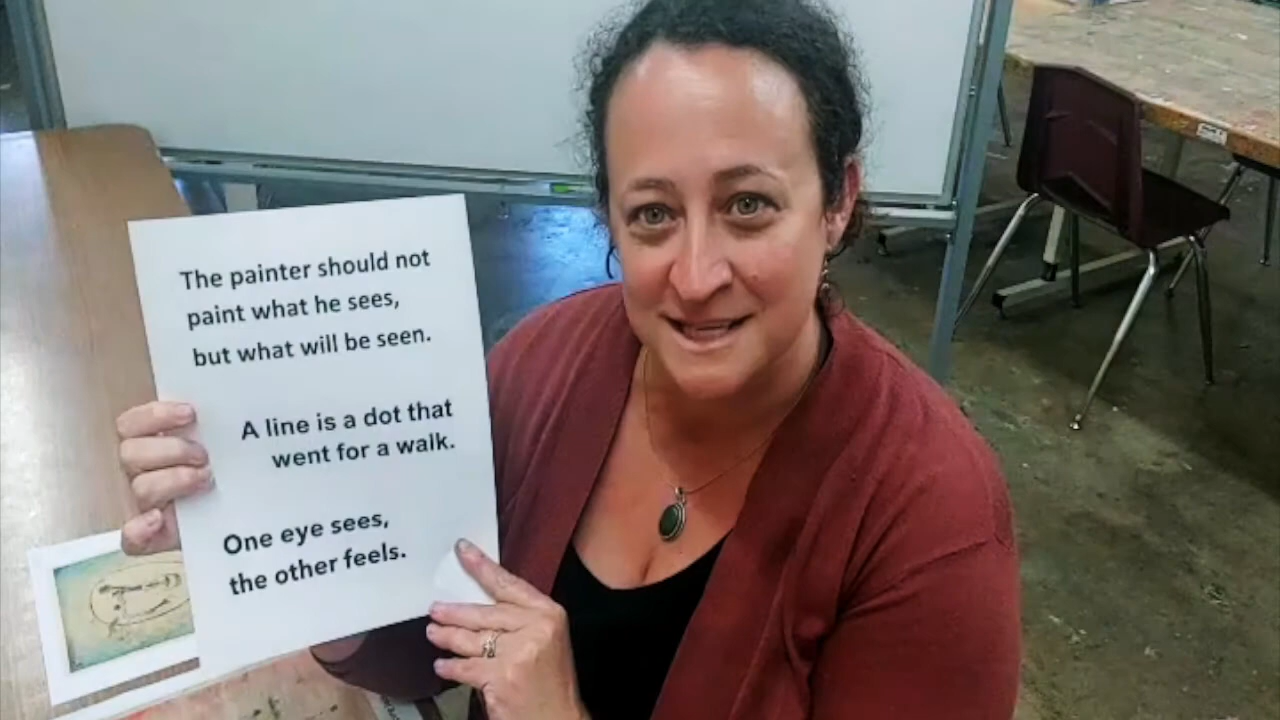 The painter should not
paint what he sees,
but what will be seen.
A line is a dot that
went for a walk.
One eye sees,
the other feels.